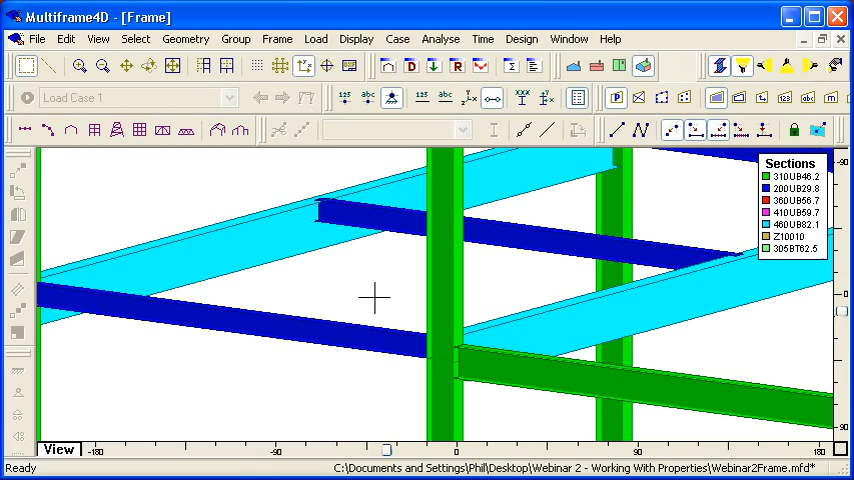 Multiframe4D - [Frame]
File Edit View Select Geometry Group Frame Load Display Case Analyse Time Design Window Help
Load Case 1
Sections
310UB46.2
200UB29.8
360UB56.7
410UB59.7
460UB82.1
Z10010
305BT62.5
-90
0
90
View
-180 -90 0 90 180
Ready
C:\Documents and Settings\Phil\Desktop\Webinar 2 - Working With Properties\Webinar2Frame.mfd*